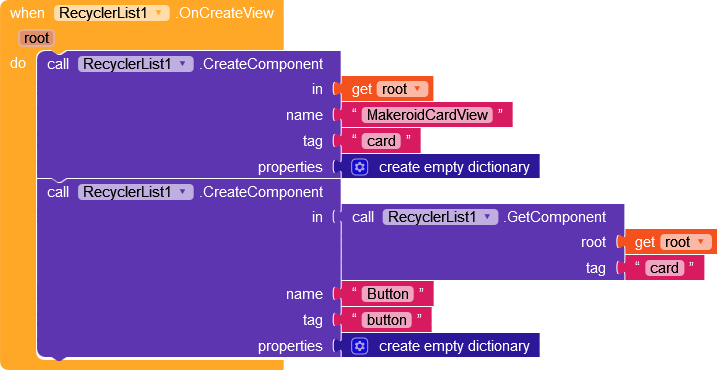 when RecyclerList1 .OnCreateView
root
do call RecyclerList1 .CreateComponent
in get root
name “ MakeroidCardView ”
tag “ card ”
properties create empty dictionary
call RecyclerList1 .CreateComponent
in call RecyclerList1 .GetComponent
root get root
tag “ card ”
name “ Button ”
tag “ button ”
properties create empty dictionary